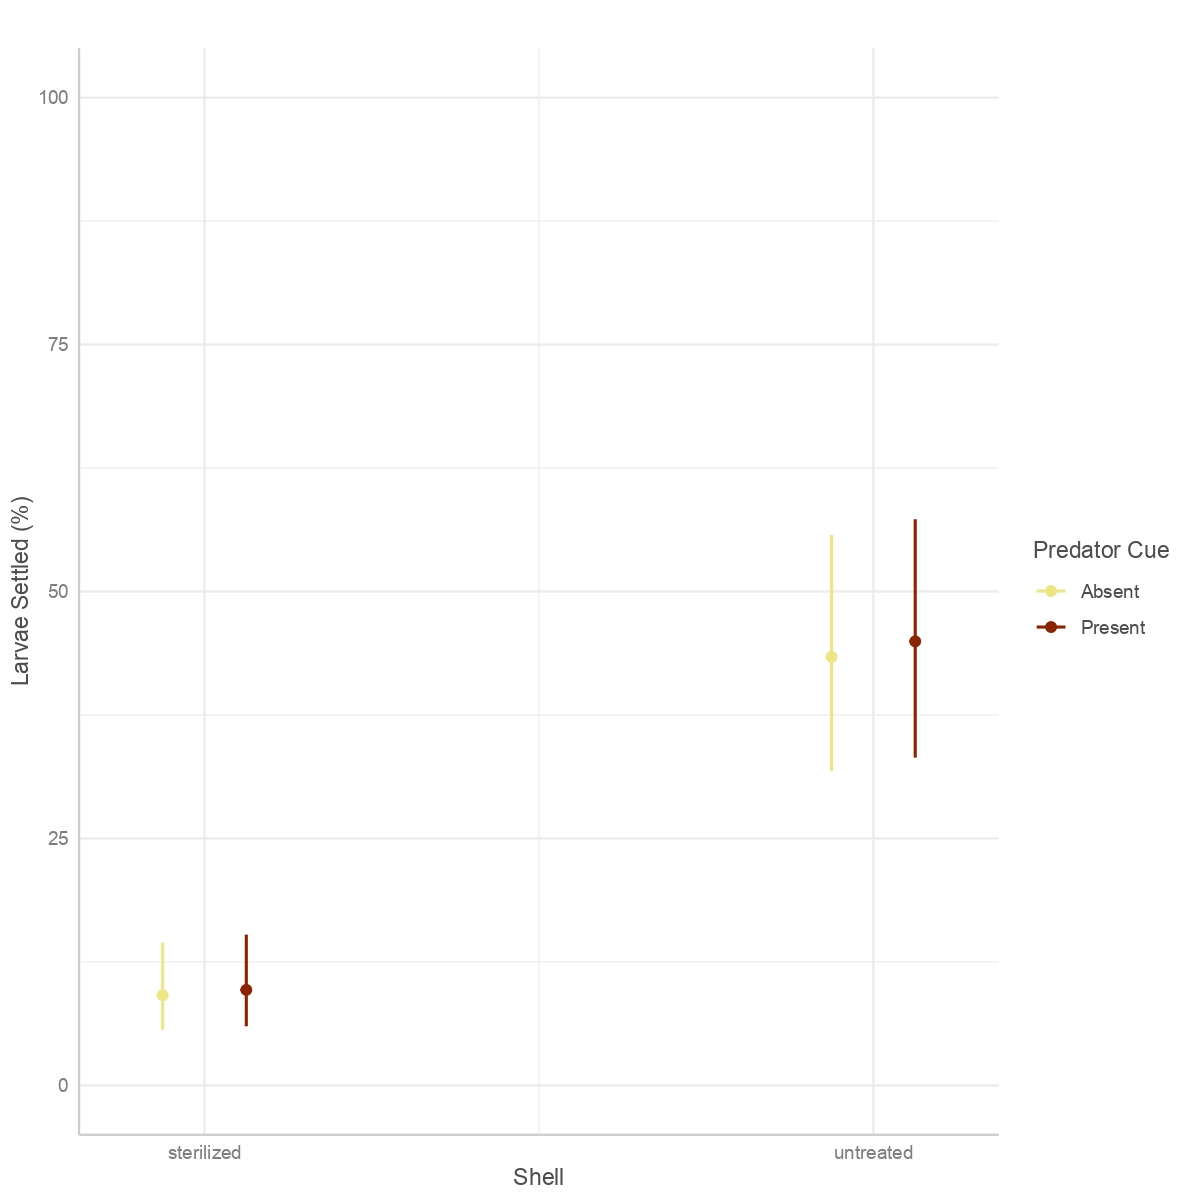 100
75
50
25
0
Larvae Settled (%)
sterilized
untreated
Shell
Predator Cue
Absent
Present